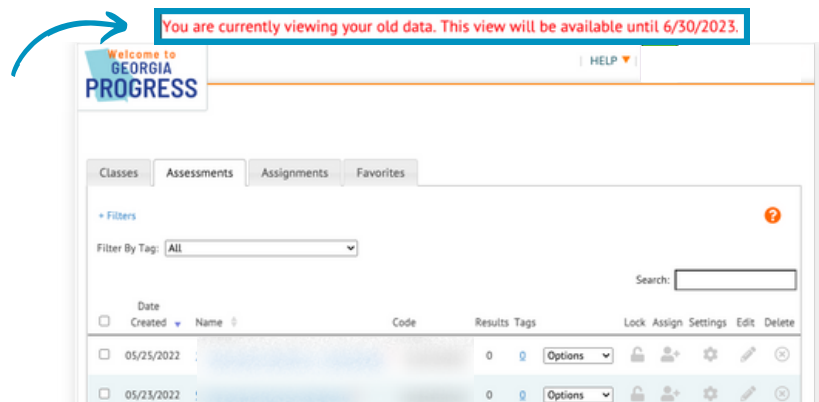 You are currently viewing your old data. This view will be available until 6/30/2023.
Welcome to
GEORGIA
PROGRESS
HELP
Classes Assessments Assignments Favorites
+ Filters
?
Filter By Tag: All
Search:
Date
Created Name Code Results Tags Lock Assign Settings Edit Delete
05/25/2022 0 0 Options
05/23/2022 0 0 Options